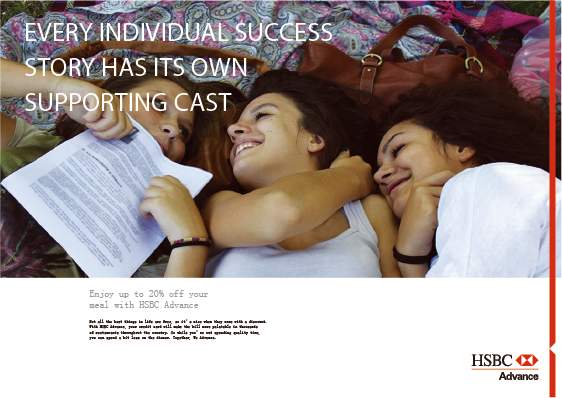 EVERY INDIVIDUAL SUCCESS
STORY HAS ITS OWN
SUPPORTING CAST
Enjoy up to 20% off your
meal with HSBC Advance
Not all the best things in life are free, so it's nice when they come with a discount.
With HSBC Advance, your credit card will make the bill more palatable in thousands
of restaurants throughout the country. So while you're out spending quality time,
you can spend a bit less on the dinner. Together, We Advance.
HSBC
Advance